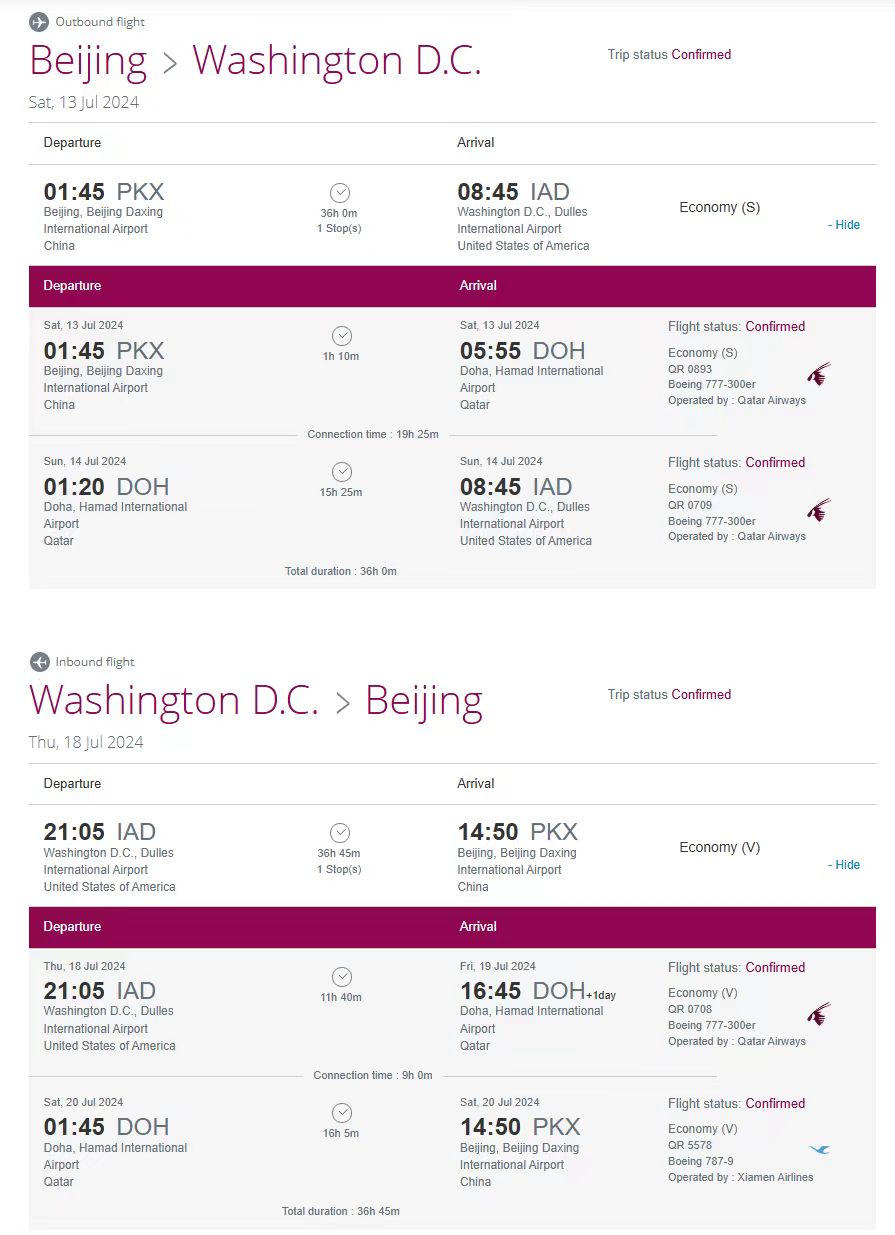 Outbound flight
Beijing > Washington D.C.
Trip status Confirmed
Sat, 13 Jul 2024
Departure
Arrival
01:45 PKX
Beijing, Beijing Daxing
International Airport
China
36h 0m
1 Stop(s)
08:45 IAD
Washington D.C., Dulles
International Airport
United States of America
Economy (S)
- Hide
Departure
Arrival
Sat, 13 Jul 2024
01:45 PKX
Beijing, Beijing Daxing
International Airport
China
1h 10m
Sat, 13 Jul 2024
05:55 DOH
Doha, Hamad International
Airport
Qatar
Flight status: Confirmed
Economy (S)
QR 0893
Boeing 777-300er
Operated by : Qatar Airways
Connection time : 19h 25m
Sun, 14 Jul 2024
01:20 DOH
Doha, Hamad International
Airport
Qatar
15h 25m
Sun, 14 Jul 2024
08:45 IAD
Washington D.C., Dulles
International Airport
United States of America
Flight status: Confirmed
Economy (S)
QR 0709
Boeing 777-300er
Operated by : Qatar Airways
Total duration : 36h 0m
Inbound flight
Washington D.C. > Beijing
Trip status Confirmed
Thu, 18 Jul 2024
Departure
Arrival
21:05 IAD
Washington D.C., Dulles
International Airport
United States of America
36h 45m
1 Stop(s)
14:50 PKX
Beijing, Beijing Daxing
International Airport
China
Economy (V)
- Hide
Departure
Arrival
Thu, 18 Jul 2024
21:05 IAD
Washington D.C., Dulles
International Airport
United States of America
11h 40m
Fri, 19 Jul 2024
16:45 DOH+1day
Doha, Hamad International
Airport
Qatar
Flight status: Confirmed
Economy (V)
QR 0708
Boeing 777-300er
Operated by : Qatar Airways
Connection time : 9h 0m
Sat, 20 Jul 2024
01:45 DOH
Doha, Hamad International
Airport
Qatar
16h 5m
Sat, 20 Jul 2024
14:50 PKX
Beijing, Beijing Daxing
International Airport
China
Flight status: Confirmed
Economy (V)
QR 5578
Boeing 787-9
Operated by : Xiamen Airlines
Total duration : 36h 45m